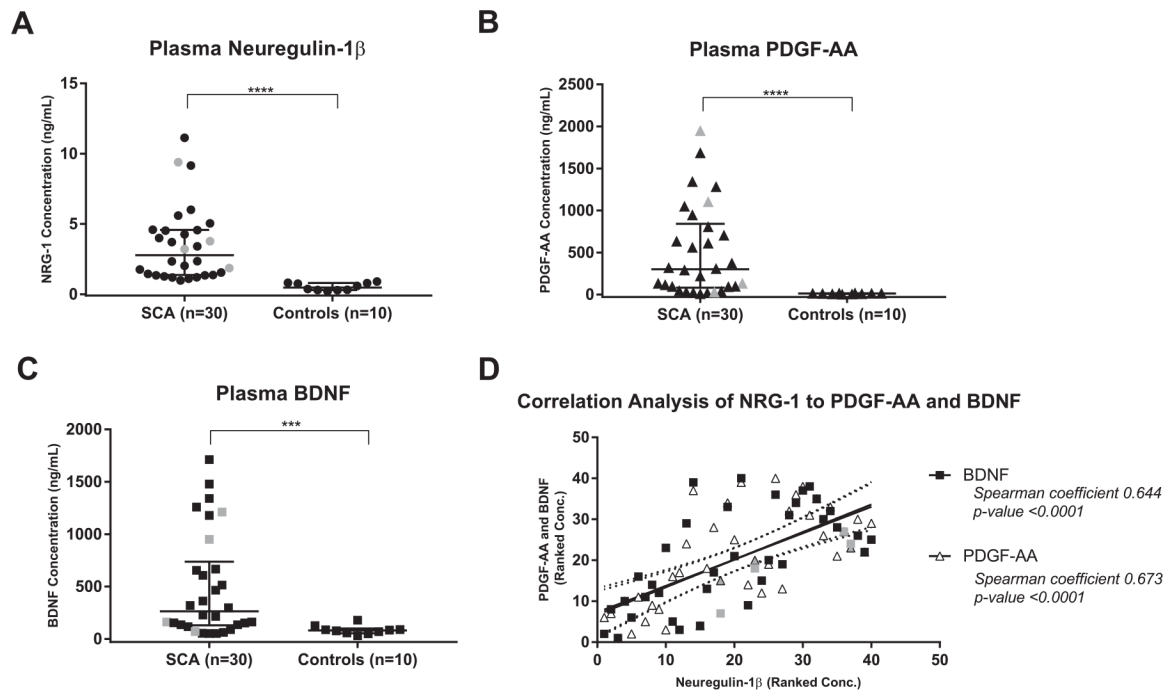 A
Plasma Neuregulin-1β
NRG-1 Concentration (ng/mL)
15
10
5
0
****
SCA (n=30)
Controls (n=10)
B
Plasma PDGF-AA
PDGF-AA Concentration (ng/mL)
2500
2000
1500
1000
500
0
****
SCA (n=30)
Controls (n=10)
C
Plasma BDNF
BDNF Concentration (ng/mL)
2000
1500
1000
500
0
***
SCA (n=30)
Controls (n=10)
D
Correlation Analysis of NRG-1 to PDGF-AA and BDNF
PDGF-AA and BDNF
(Ranked Conc.)
50
40
30
20
10
0
0 10 20 30 40 50
Neuregulin-1β (Ranked Conc.)
BDNF
Spearman coefficient 0.644
p-value <0.0001
PDGF-AA
Spearman coefficient 0.673
p-value <0.0001